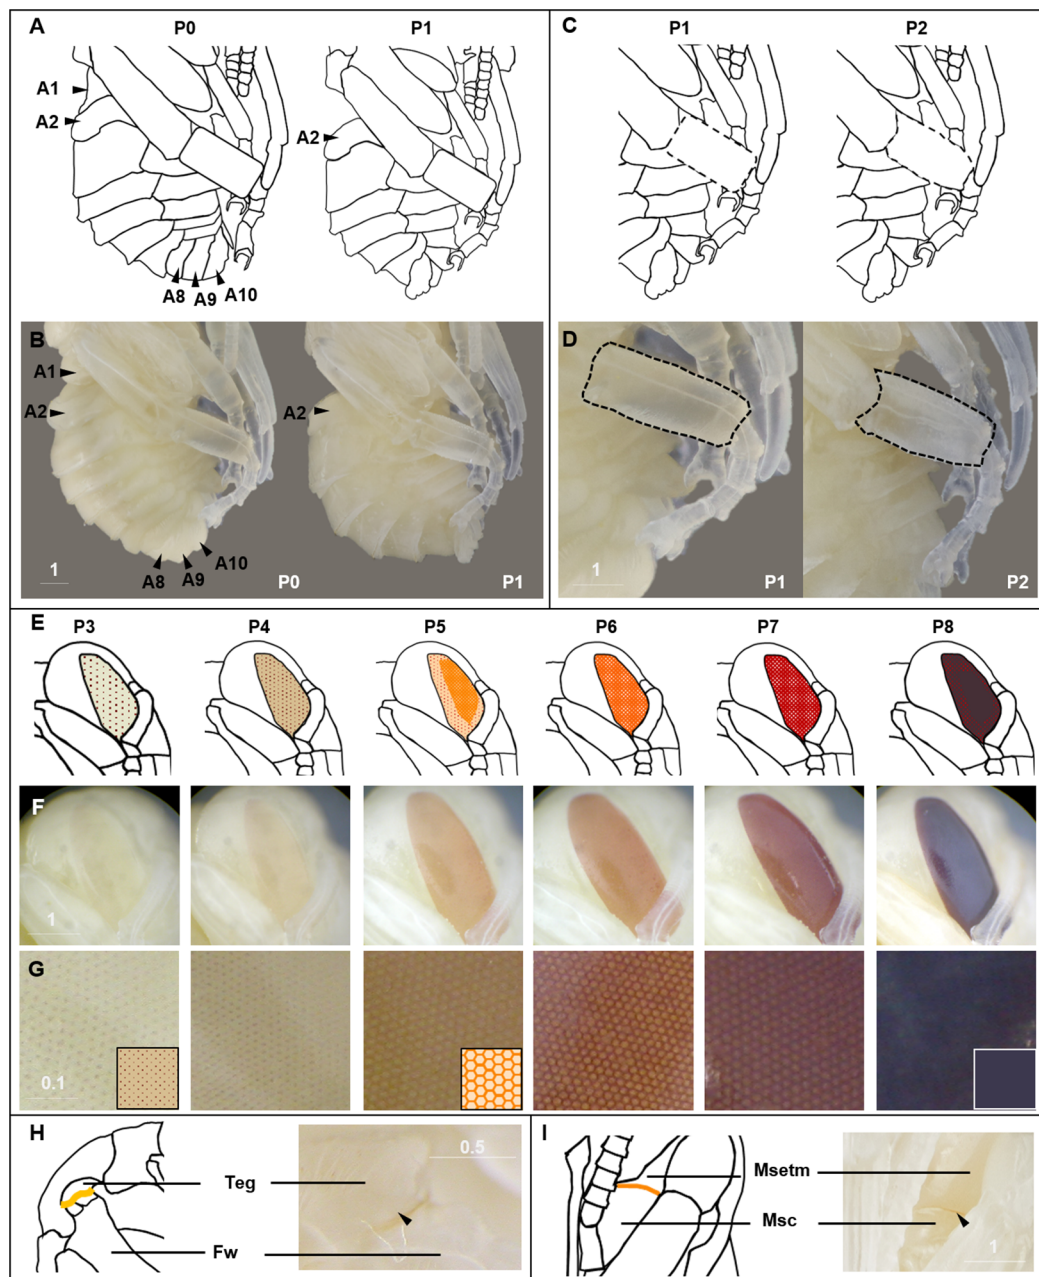 A P0 P1
A1
A2
A2
A8 A9 A10
C P1 P2
B
A1
A2
A2
A8 A9 A10
1
P0
P1
D
1
P1
P2
E
P3 P4 P5 P6 P7 P8
F
1
G
0.1
H
Teg
Fw
0.5
I
Msetm
Msc
1